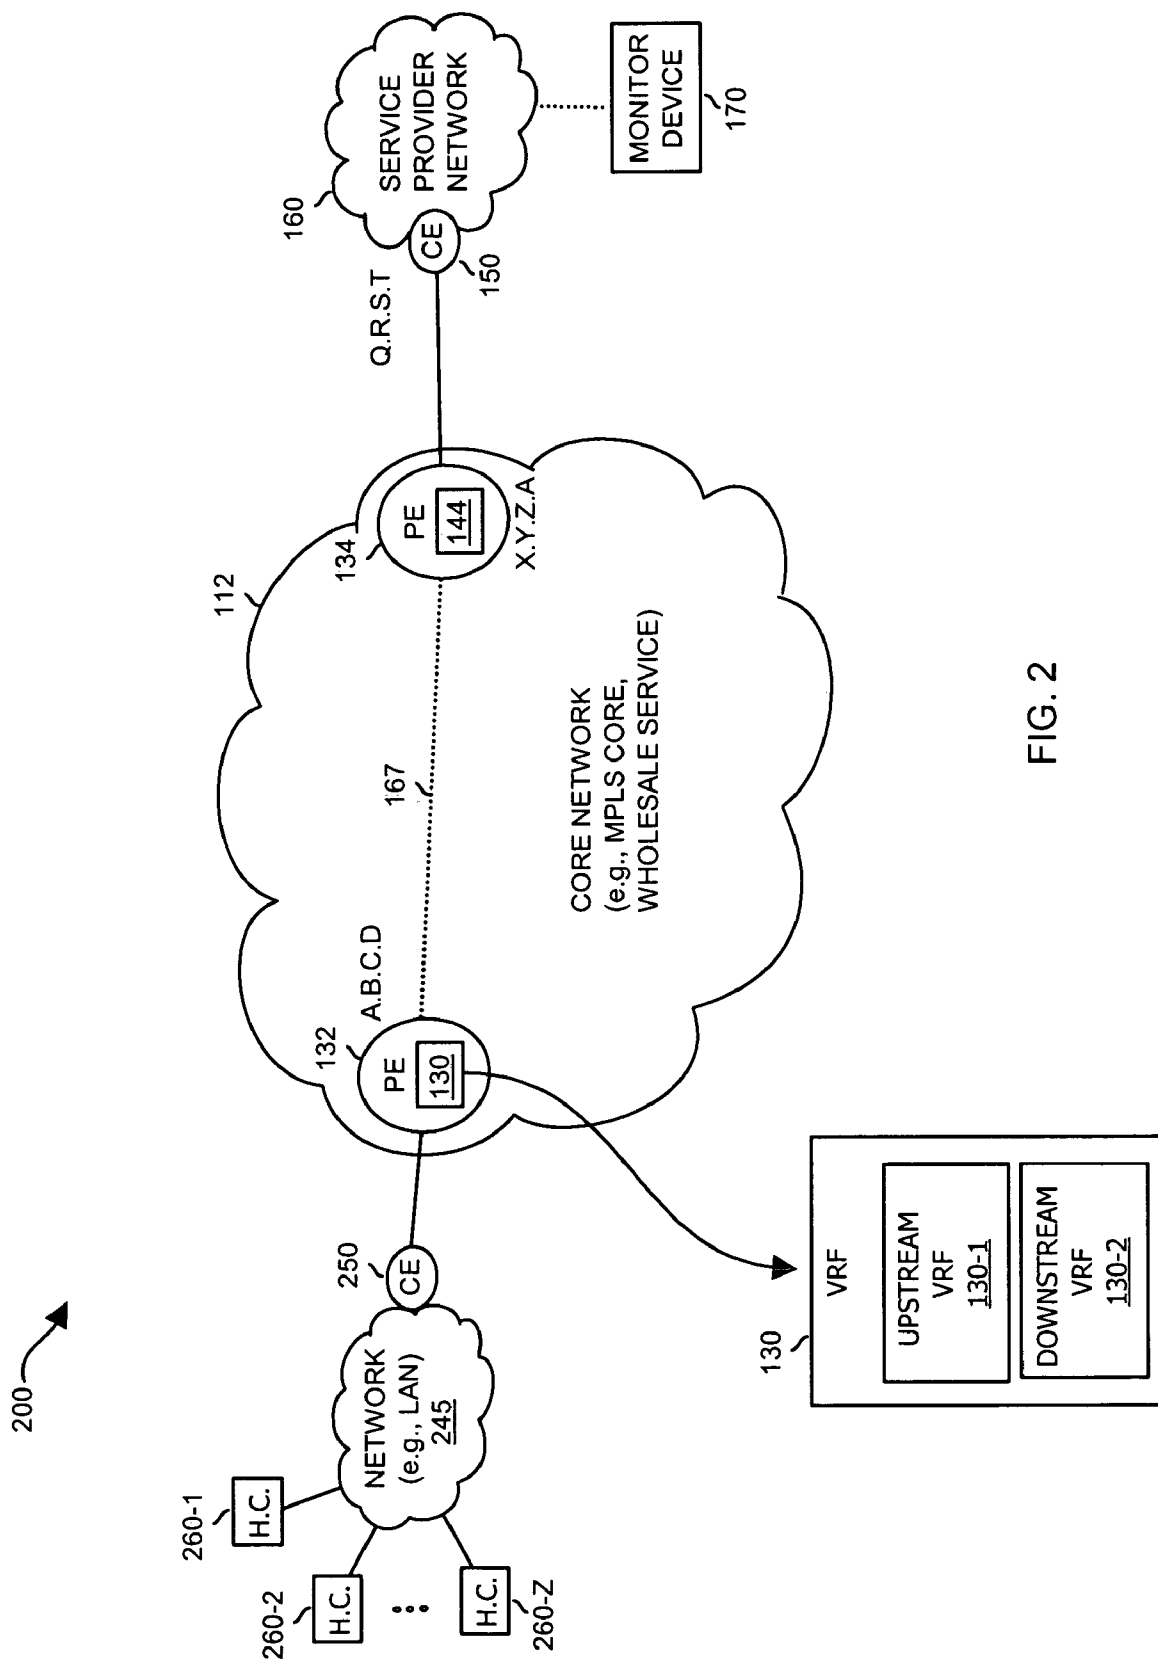 200
260-1
H.C.
260-2
H.C.
260-Z
H.C.
NETWORK
(e.g., LAN)
245
250
CE
132
PE
130
A.B.C.D
167
112
134
PE
144
X.Y.Z.A
CORE NETWORK
(e.g., MPLS CORE,
WHOLESALE SERVICE)
Q.R.S.T
CE
150
160
SERVICE
PROVIDER
NETWORK
MONITOR
DEVICE
170
130
VRF
UPSTREAM
VRF
130-1
DOWNSTREAM
VRF
130-2
FIG. 2